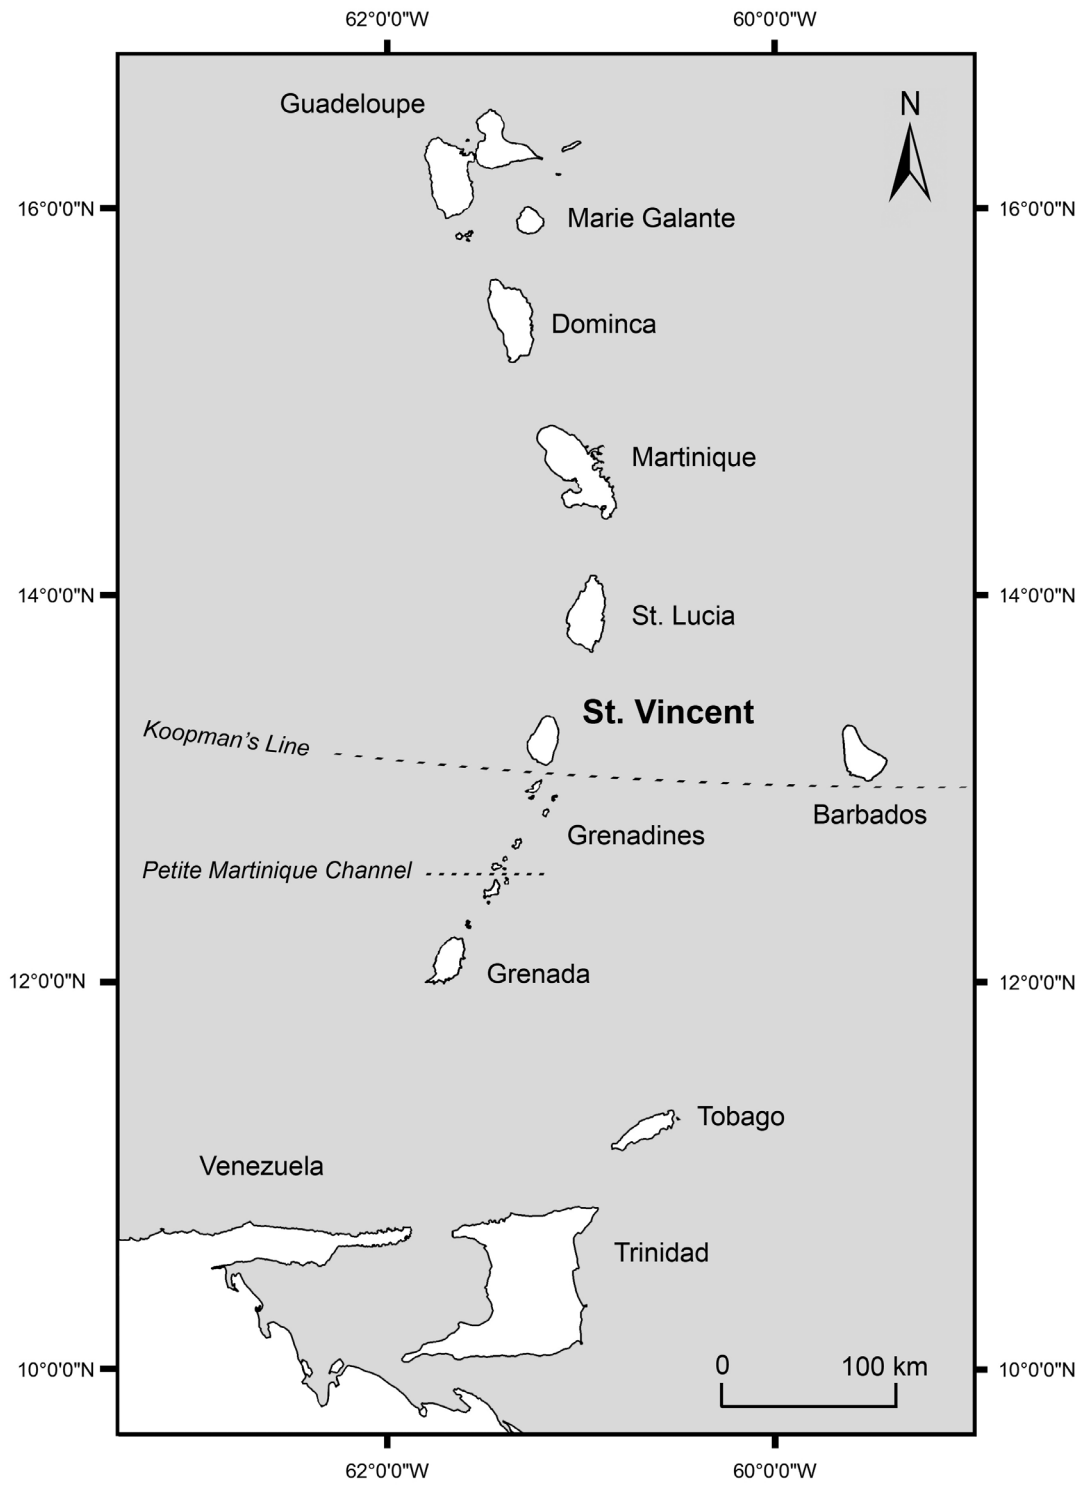 62°0'0"W 60°0'0"W
Guadeloupe
N
16°0'0"N 16°0'0"N
Marie Galante
Dominca
Martinique
14°0'0"N 14°0'0"N
St. Lucia
St. Vincent
Koopman's Line
Barbados
Grenadines
Petite Martinique Channel
Grenada
12°0'0"N 12°0'0"N
Tobago
Venezuela
Trinidad
0 100 km
10°0'0"N 10°0'0"N
62°0'0"W 60°0'0"W